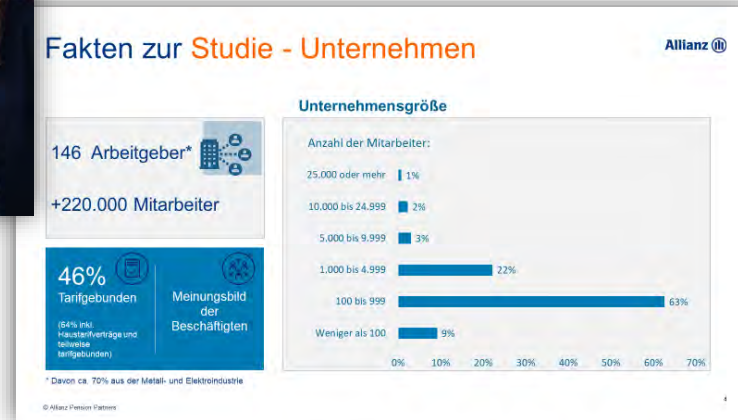 Fakten zur Studie - Unternehmen
Allianz
Unternehmensgröße
146 Arbeitgeber*
+220.000 Mitarbeiter
46%
Tarifgebunden
(64% inkl.
Haustarifverträge und
teilweise
tarifgebunden)
Meinungsbild
der
Beschäftigten
Anzahl der Mitarbeiter:
25.000 oder mehr 1%
10.000 bis 24.999 2%
5.000 bis 9.999 3%
1.000 bis 4.999 22%
100 bis 999 63%
Weniger als 100 9%
0% 10% 20% 30% 40% 50% 60% 70%
* Davon ca. 70% aus der Metall- und Elektroindustrie
© Allianz Pension Partners